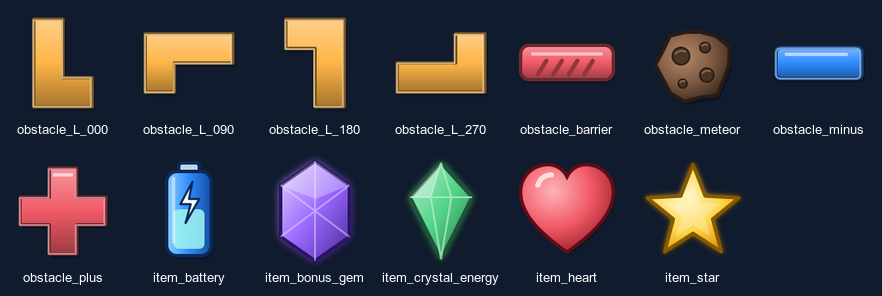 obstacle_L_000 obstacle_L_090 obstacle_L_180 obstacle_L_270 obstacle_barrier obstacle_meteor obstacle_minus
obstacle_plus item_battery item_bonus_gem item_crystal_energy item_heart item_star